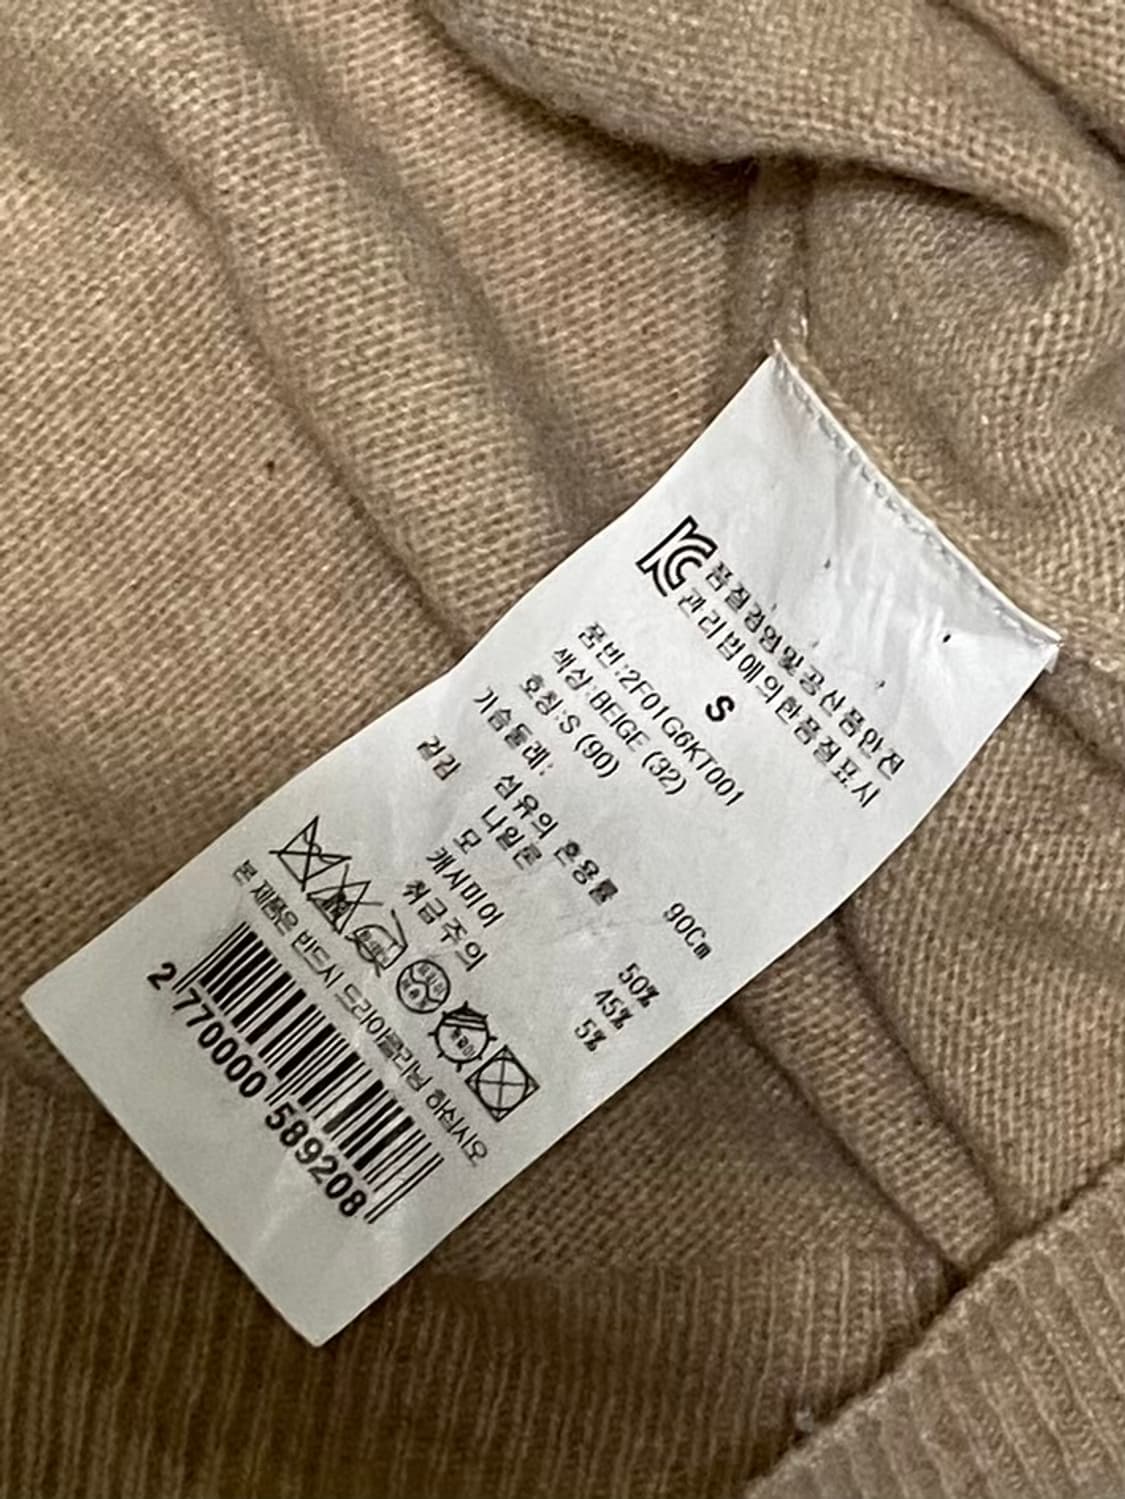 KC 품질경영및공산품안전
관리법에의한품질표시
S
품번:2F01G6KT001
색상:BEIGE (32)
호칭:S (90)
가슴둘레: 90Cm
섬유의 혼용률
겉감 나일론 50%
모 45%
캐시미어 5%
취급주의
본 제품은 반드시 드라이클리닝 하십시오
2 770000 589208